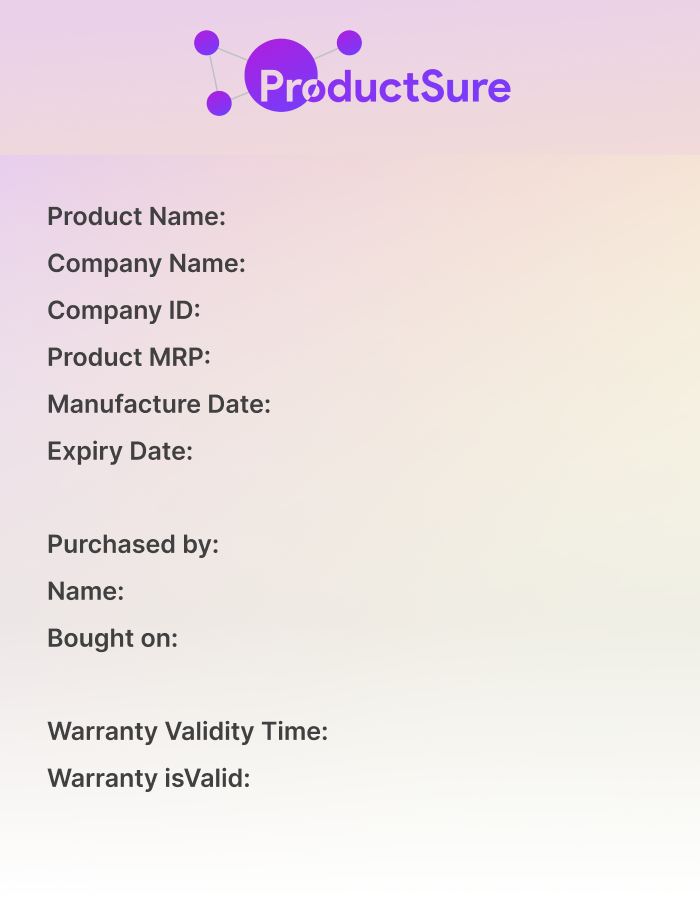 ProductSure
Product Name:
Company Name:
Company ID:
Product MRP:
Manufacture Date:
Expiry Date:
Purchased by:
Name:
Bought on:
Warranty Validity Time:
Warranty isValid: